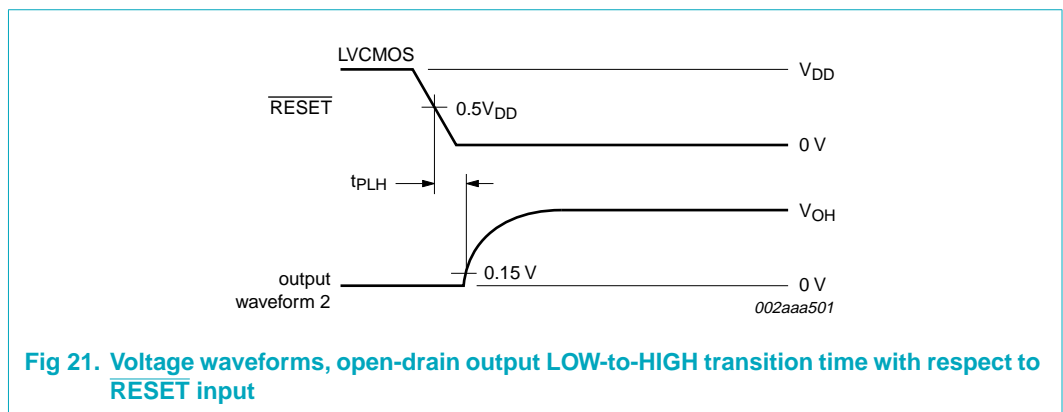 LVCMOS
VDD
RESET
0.5VDD
0 V
tPLH
VOH
0.15 V
output
waveform 2
0 V
002aaa501
Fig 21. Voltage waveforms, open-drain output LOW-to-HIGH transition time with respect to
RESET input